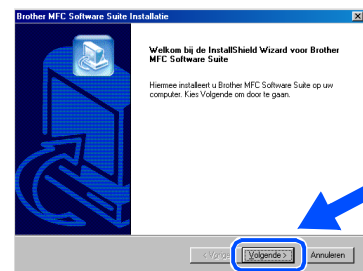 Brother MFC Software Suite Installatie
Welkom bij de InstallShield Wizard voor Brother
MFC Software Suite
Hiermee installeert u Brother MFC Software Suite op uw
computer. Kies Volgende om door te gaan.
Volgende >
Annuleren